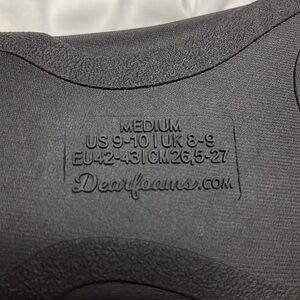 MEDIUM
US 9-10 | UK 8-9
EU 42-43 | CM 26,5-27
Dearfoams.com